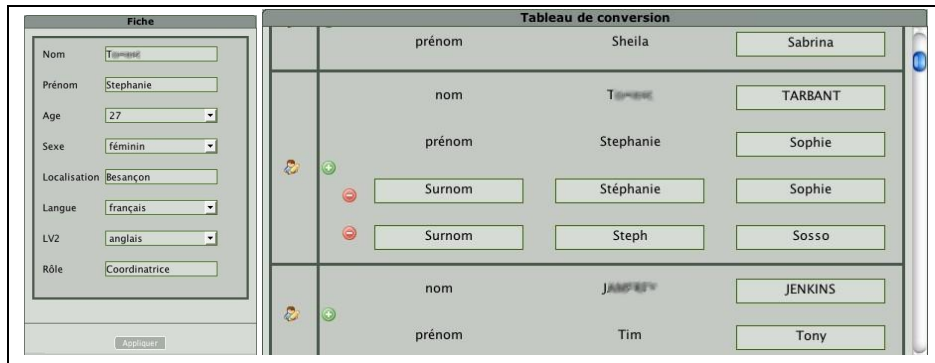 Fiche
Nom
Prénom Stephanie
Age 27
Sexe féminin
Localisation Besançon
Langue français
LV2 anglais
Rôle Coordinatrice
Appliquer
Tableau de conversion
prénom Sheila Sabrina
nom TARBANT
prénom Stephanie Sophie
Surnom Stéphanie Sophie
Surnom Steph Sosso
nom JENKINS
prénom Tim Tony